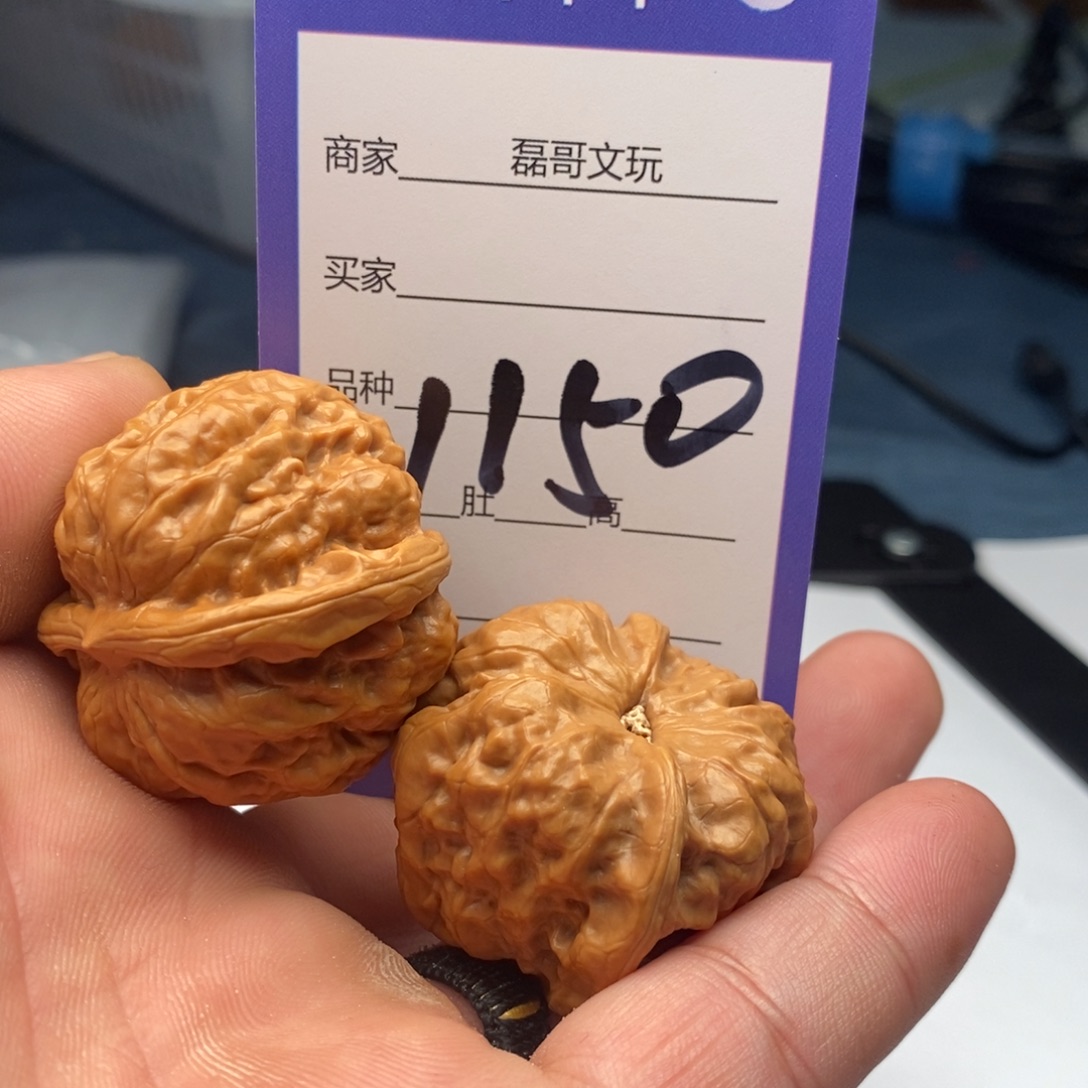 商家 磊哥文玩
买家
品种
1150
肚 高